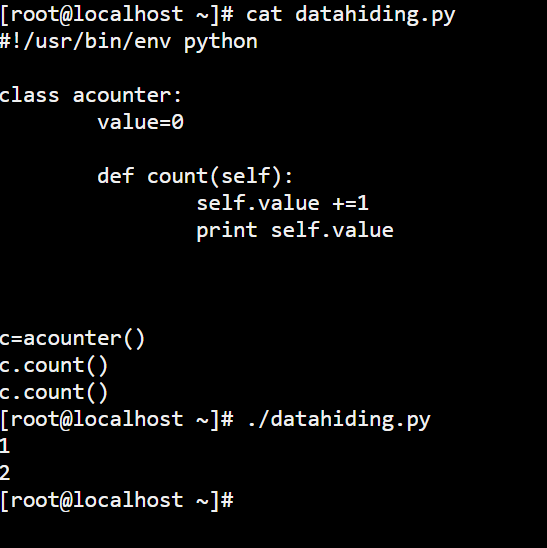 [root@localhost ~]# cat datahiding.py
#!/usr/bin/env python
class acounter:
value=0
def count(self):
self.value +=1
print self.value
c=acounter()
c.count()
c.count()
[root@localhost ~]# ./datahiding.py
1
2
[root@localhost ~]#